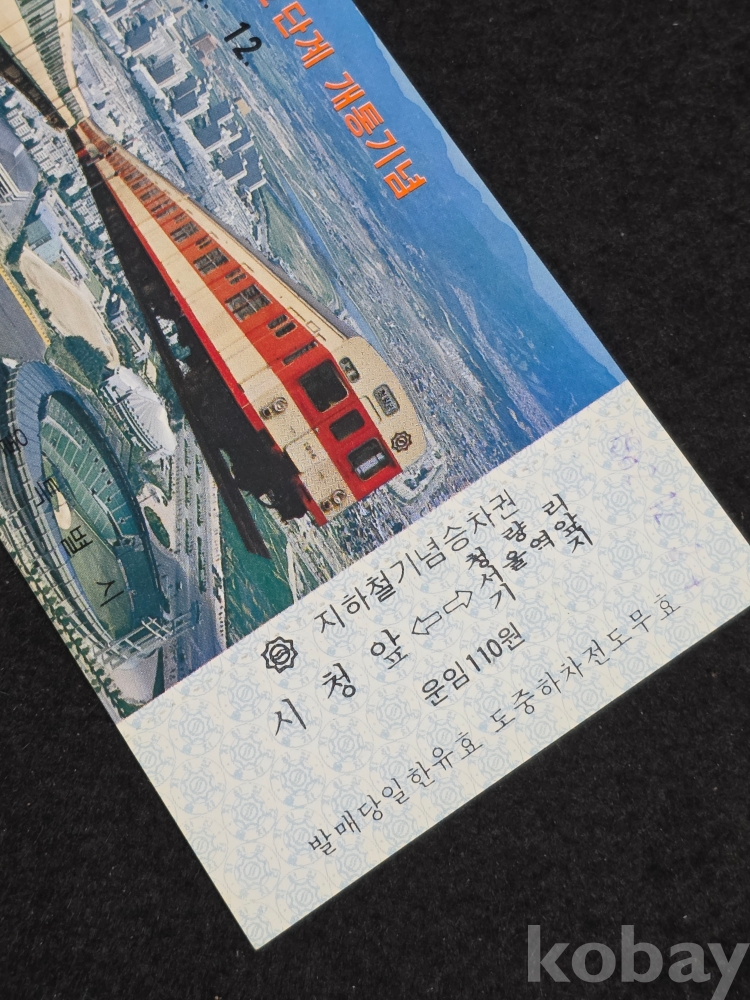 단계 개통기념
12.
지하철기념승차권
시청앞 ⇔ 청량리
서울역앞
운임 110원
발매당일한유효 도중하차전도무효
kobay